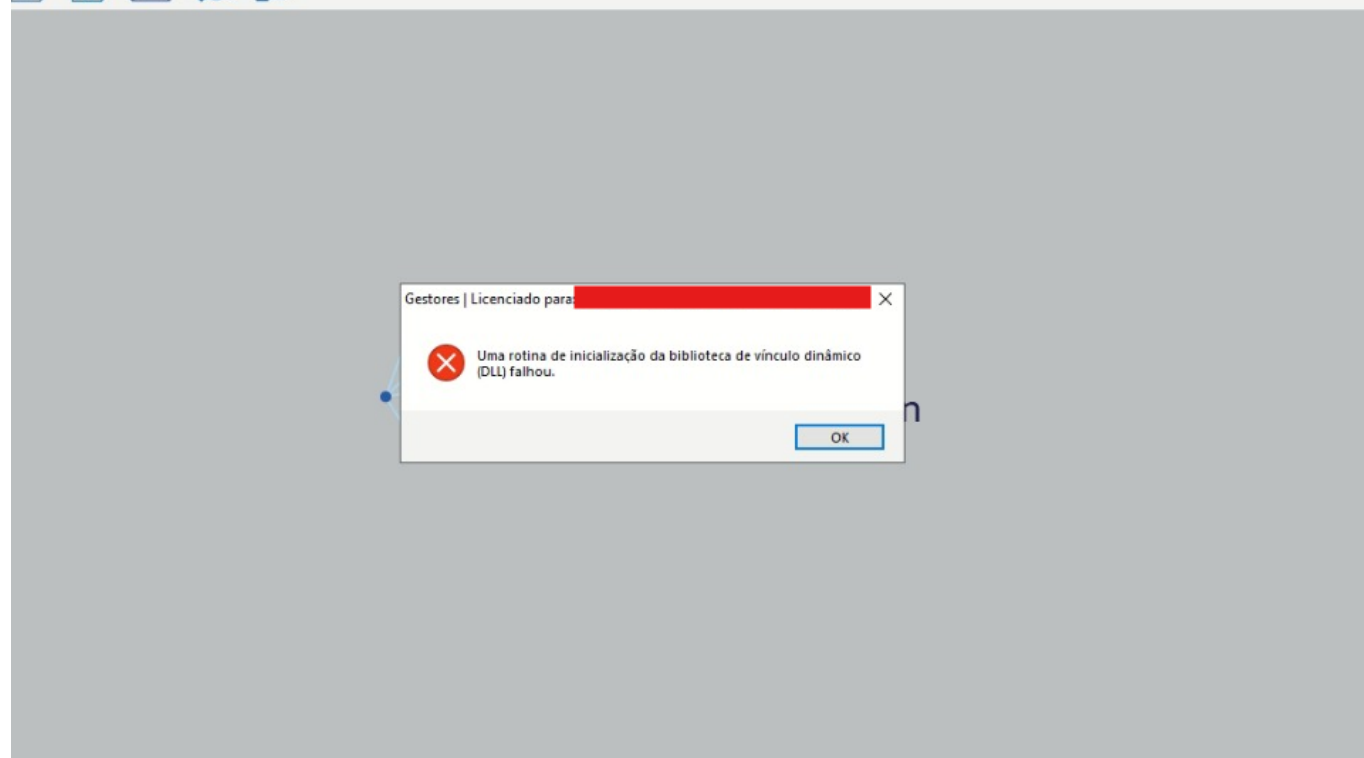 Gestores | Licenciado para:
Uma rotina de inicialização da biblioteca de vínculo dinâmico
(DLL) falhou.
n
OK